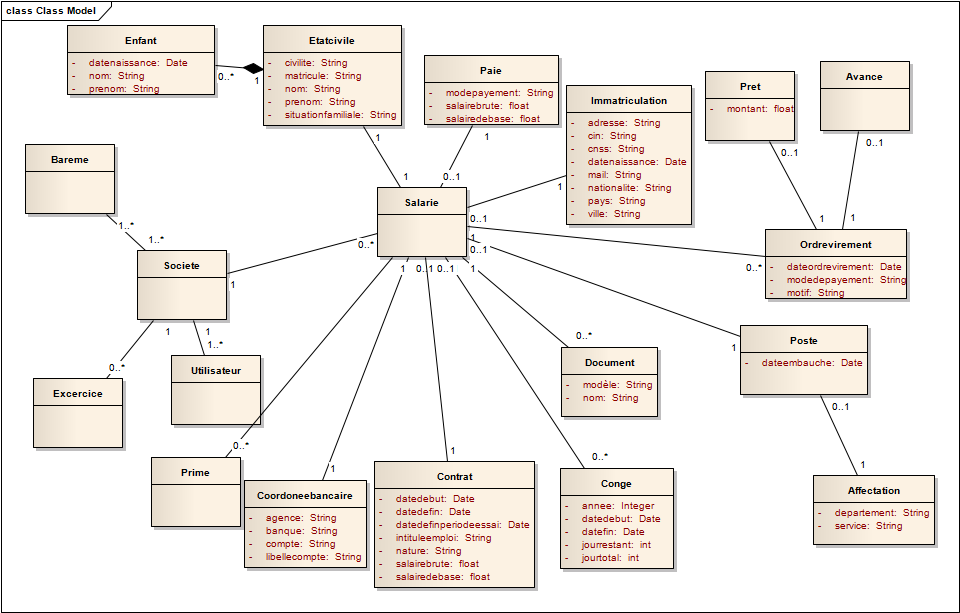 class Class Model
Enfant
- datenaissance: Date
- nom: String
- prenom: String
0..*
1
Etatcivile
- civilite: String
- matricule: String
- nom: String
- prenom: String
- situationfamiliale: String
1
1
Paie
- modepayement: String
- salairebrute: float
- salairedebase: float
1
0..1
Immatriculation
- adresse: String
- cin: String
- cnss: String
- datenaissance: Date
- mail: String
- nationalite: String
- pays: String
- ville: String
1
0..1
Pret
- montant: float
0..1
1
Avance
0..1
1
Bareme
1..*
1..*
Salarie
Ordrevirement
- dateordrevirement: Date
- modedepayement: String
- motif: String
1
0..*
0..1
Societe
0..*
1
1
0..*
1
1..*
Excercice
Utilisateur
Document
- modèle: String
- nom: String
1
0..*
Poste
- dateembauche: Date
1
0..1
1
Affectation
- departement: String
- service: String
Prime
0..*
Coordoneebancaire
- agence: String
- banque: String
- compte: String
- libellecompte: String
1
1
Contrat
- datedebut: Date
- datedefin: Date
- datedefinperiodeessai: Date
- intituleemploi: String
- nature: String
- salairebrute: float
- salairedebase: float
0..1
1
Conge
- annee: Integer
- datedebut: Date
- datefin: Date
- jourrestant: int
- jourtotal: int
0..1
0..*